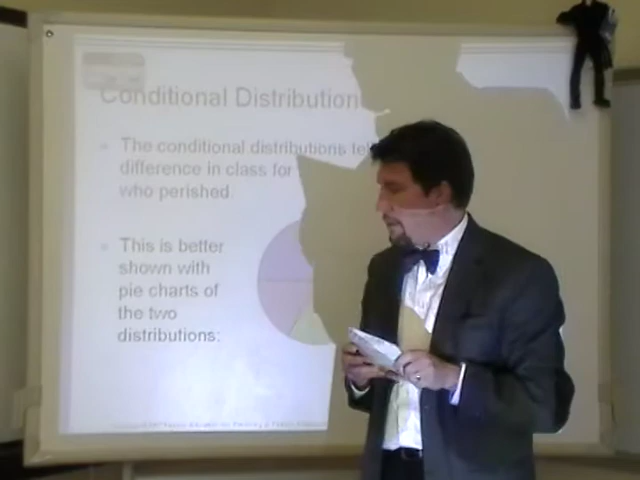 Conditional Distribution
The conditional distributions tell
difference in class for
who perished.
This is better
shown with
pie charts of
the two
distributions: